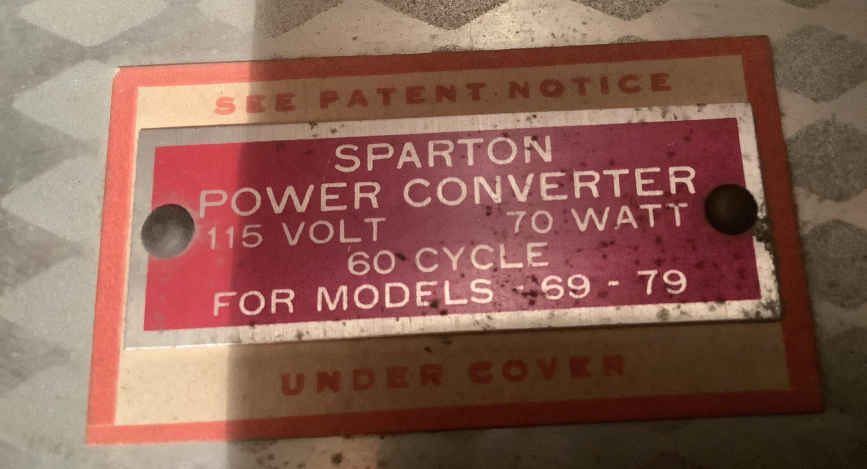 SEE PATENT NOTICE
SPARTON
POWER CONVERTER
115 VOLT 70 WATT
60 CYCLE
FOR MODELS - 69 - 79
UNDER COVER